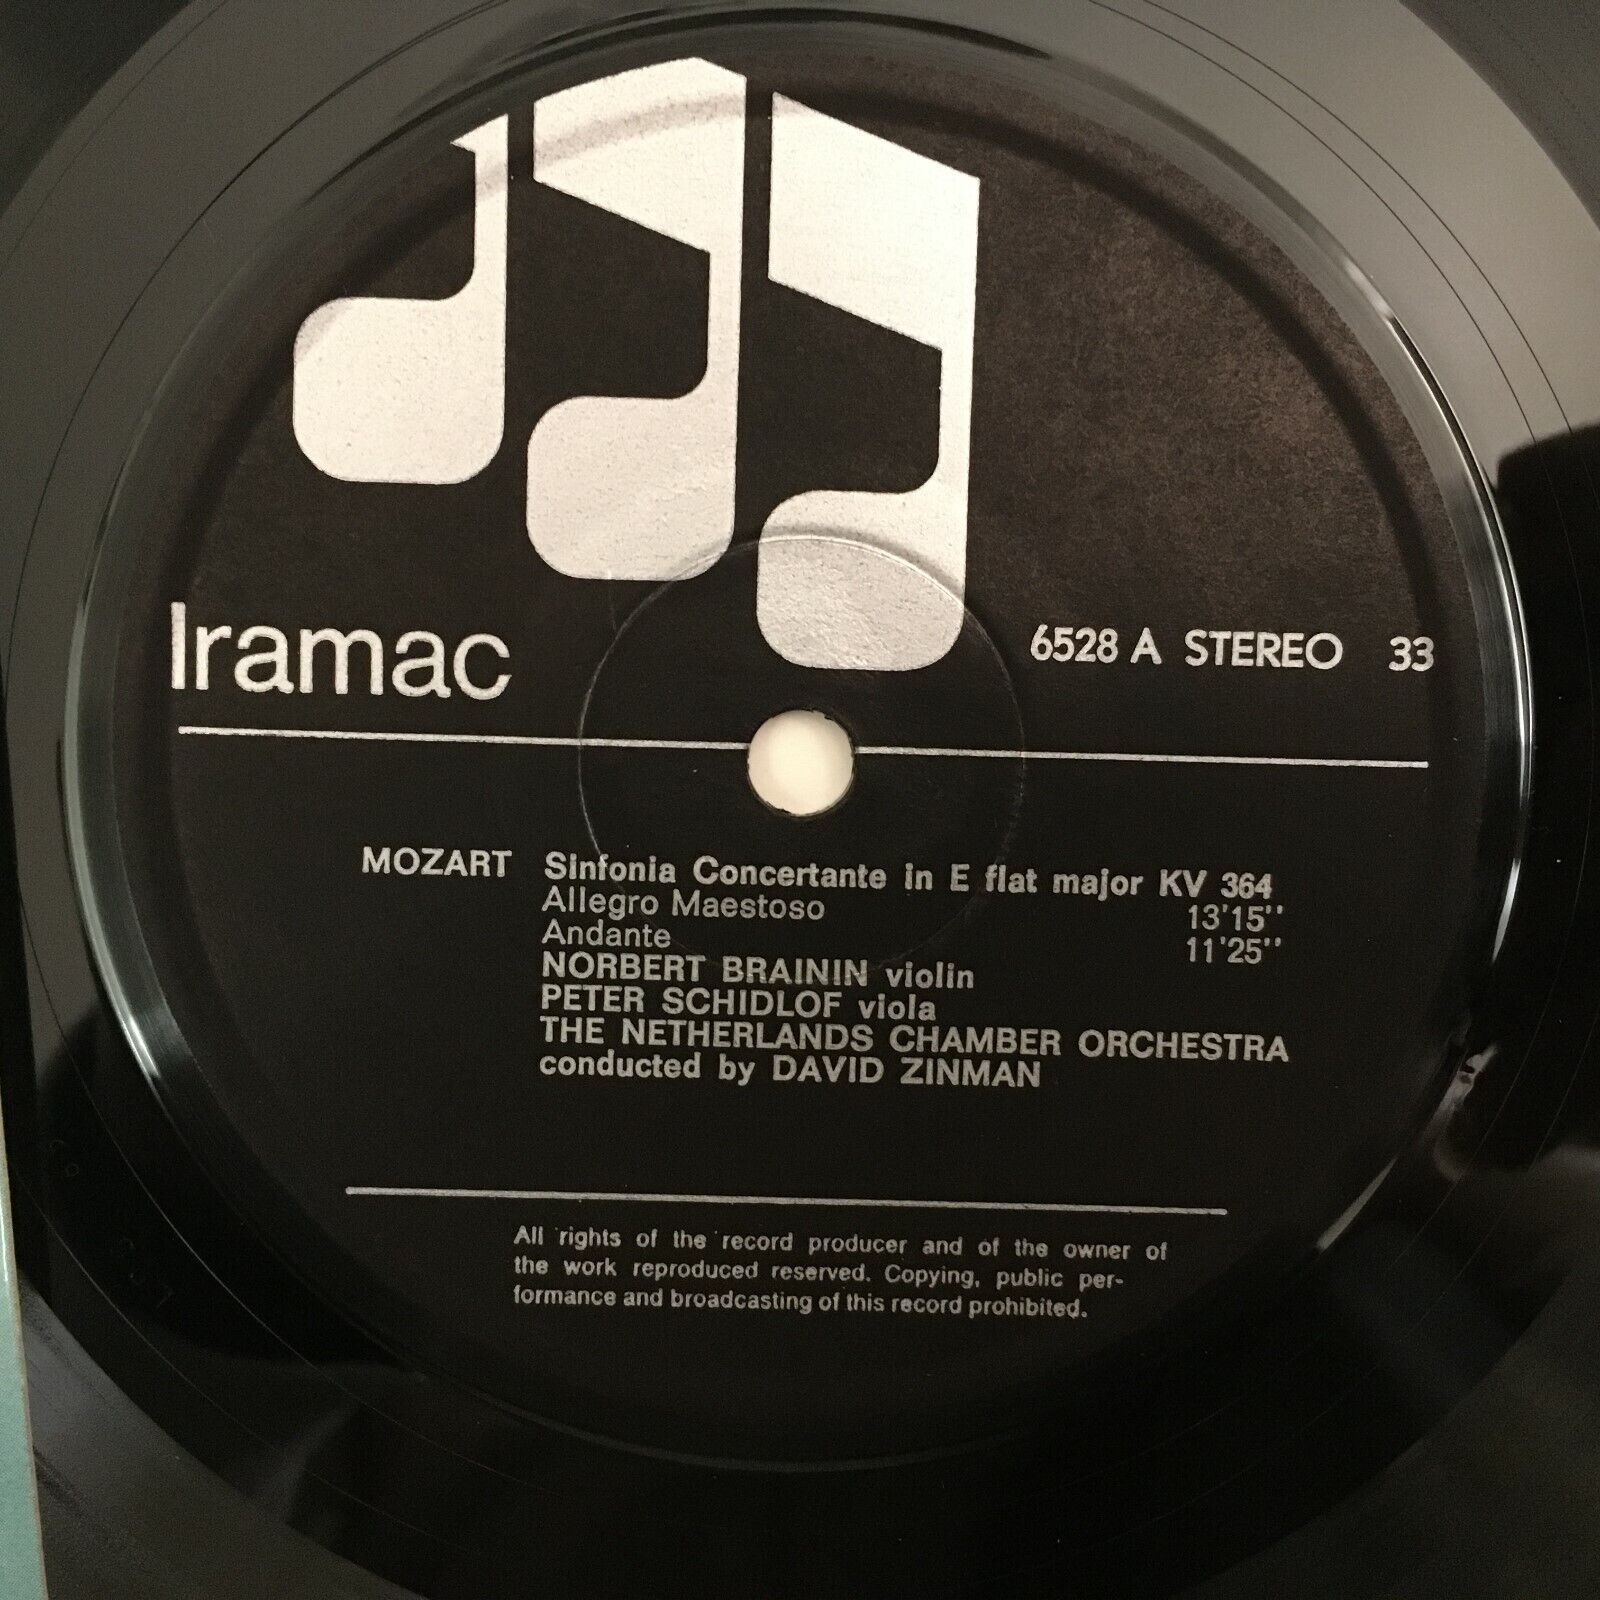 Iramac
6528 A STEREO 33
MOZART Sinfonia Concertante in E flat major KV 364
Allegro Maestoso 13'15''
Andante 11'25''
NORBERT BRAININ violin
PETER SCHIDLOF viola
THE NETHERLANDS CHAMBER ORCHESTRA
conducted by DAVID ZINMAN
All rights of the record producer and of the owner of
the work reproduced reserved. Copying, public per-
formance and broadcasting of this record prohibited.